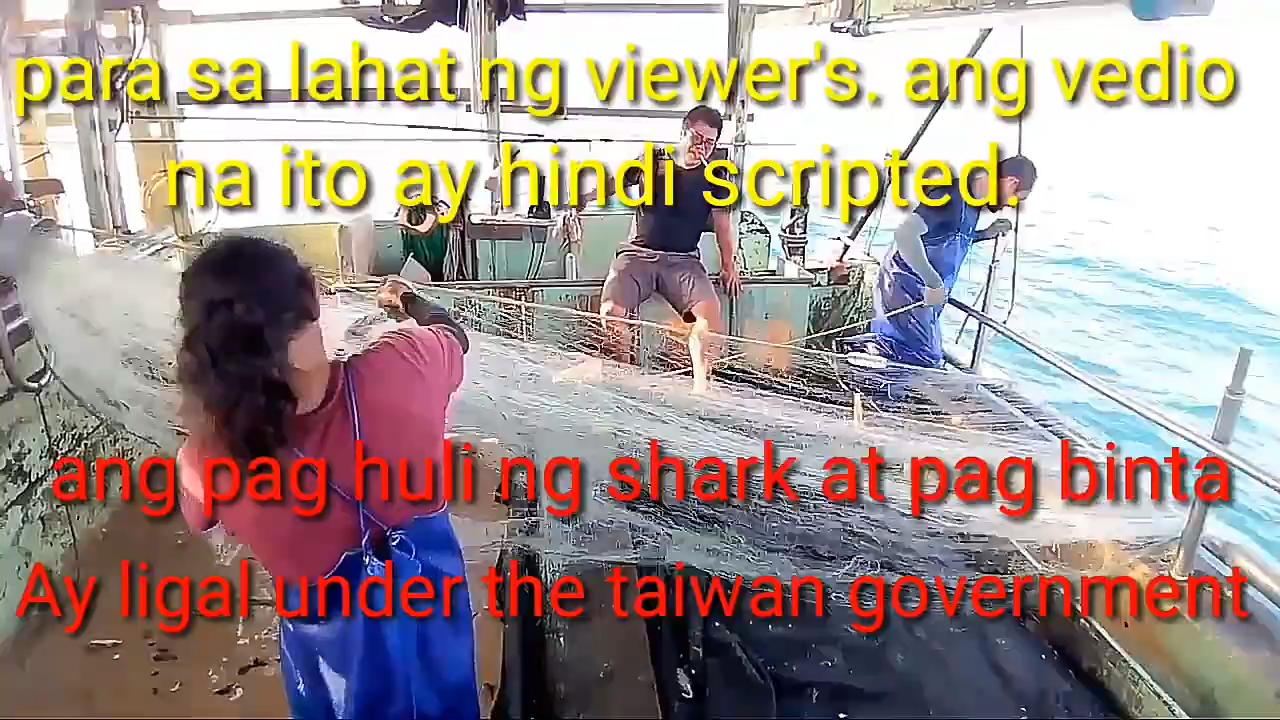 para sa lahat ng viewer's. ang vedio
na ito ay hindi scripted.
ang pag huli ng shark at pag binta
Ay ligal under the taiwan government